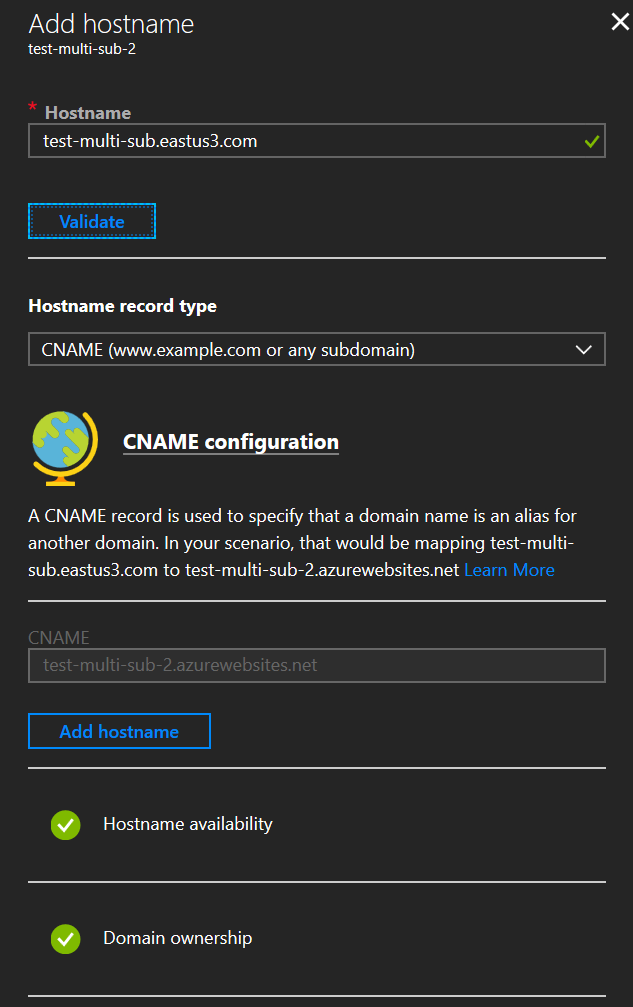 Add hostname
test-multi-sub-2
* Hostname
test-multi-sub.eastus3.com
Validate
Hostname record type
CNAME (www.example.com or any subdomain)
CNAME configuration
A CNAME record is used to specify that a domain name is an alias for
another domain. In your scenario, that would be mapping test-multi-
sub.eastus3.com to test-multi-sub-2.azurewebsites.net Learn More
CNAME
test-multi-sub-2.azurewebsites.net
Add hostname
Hostname availability
Domain ownership